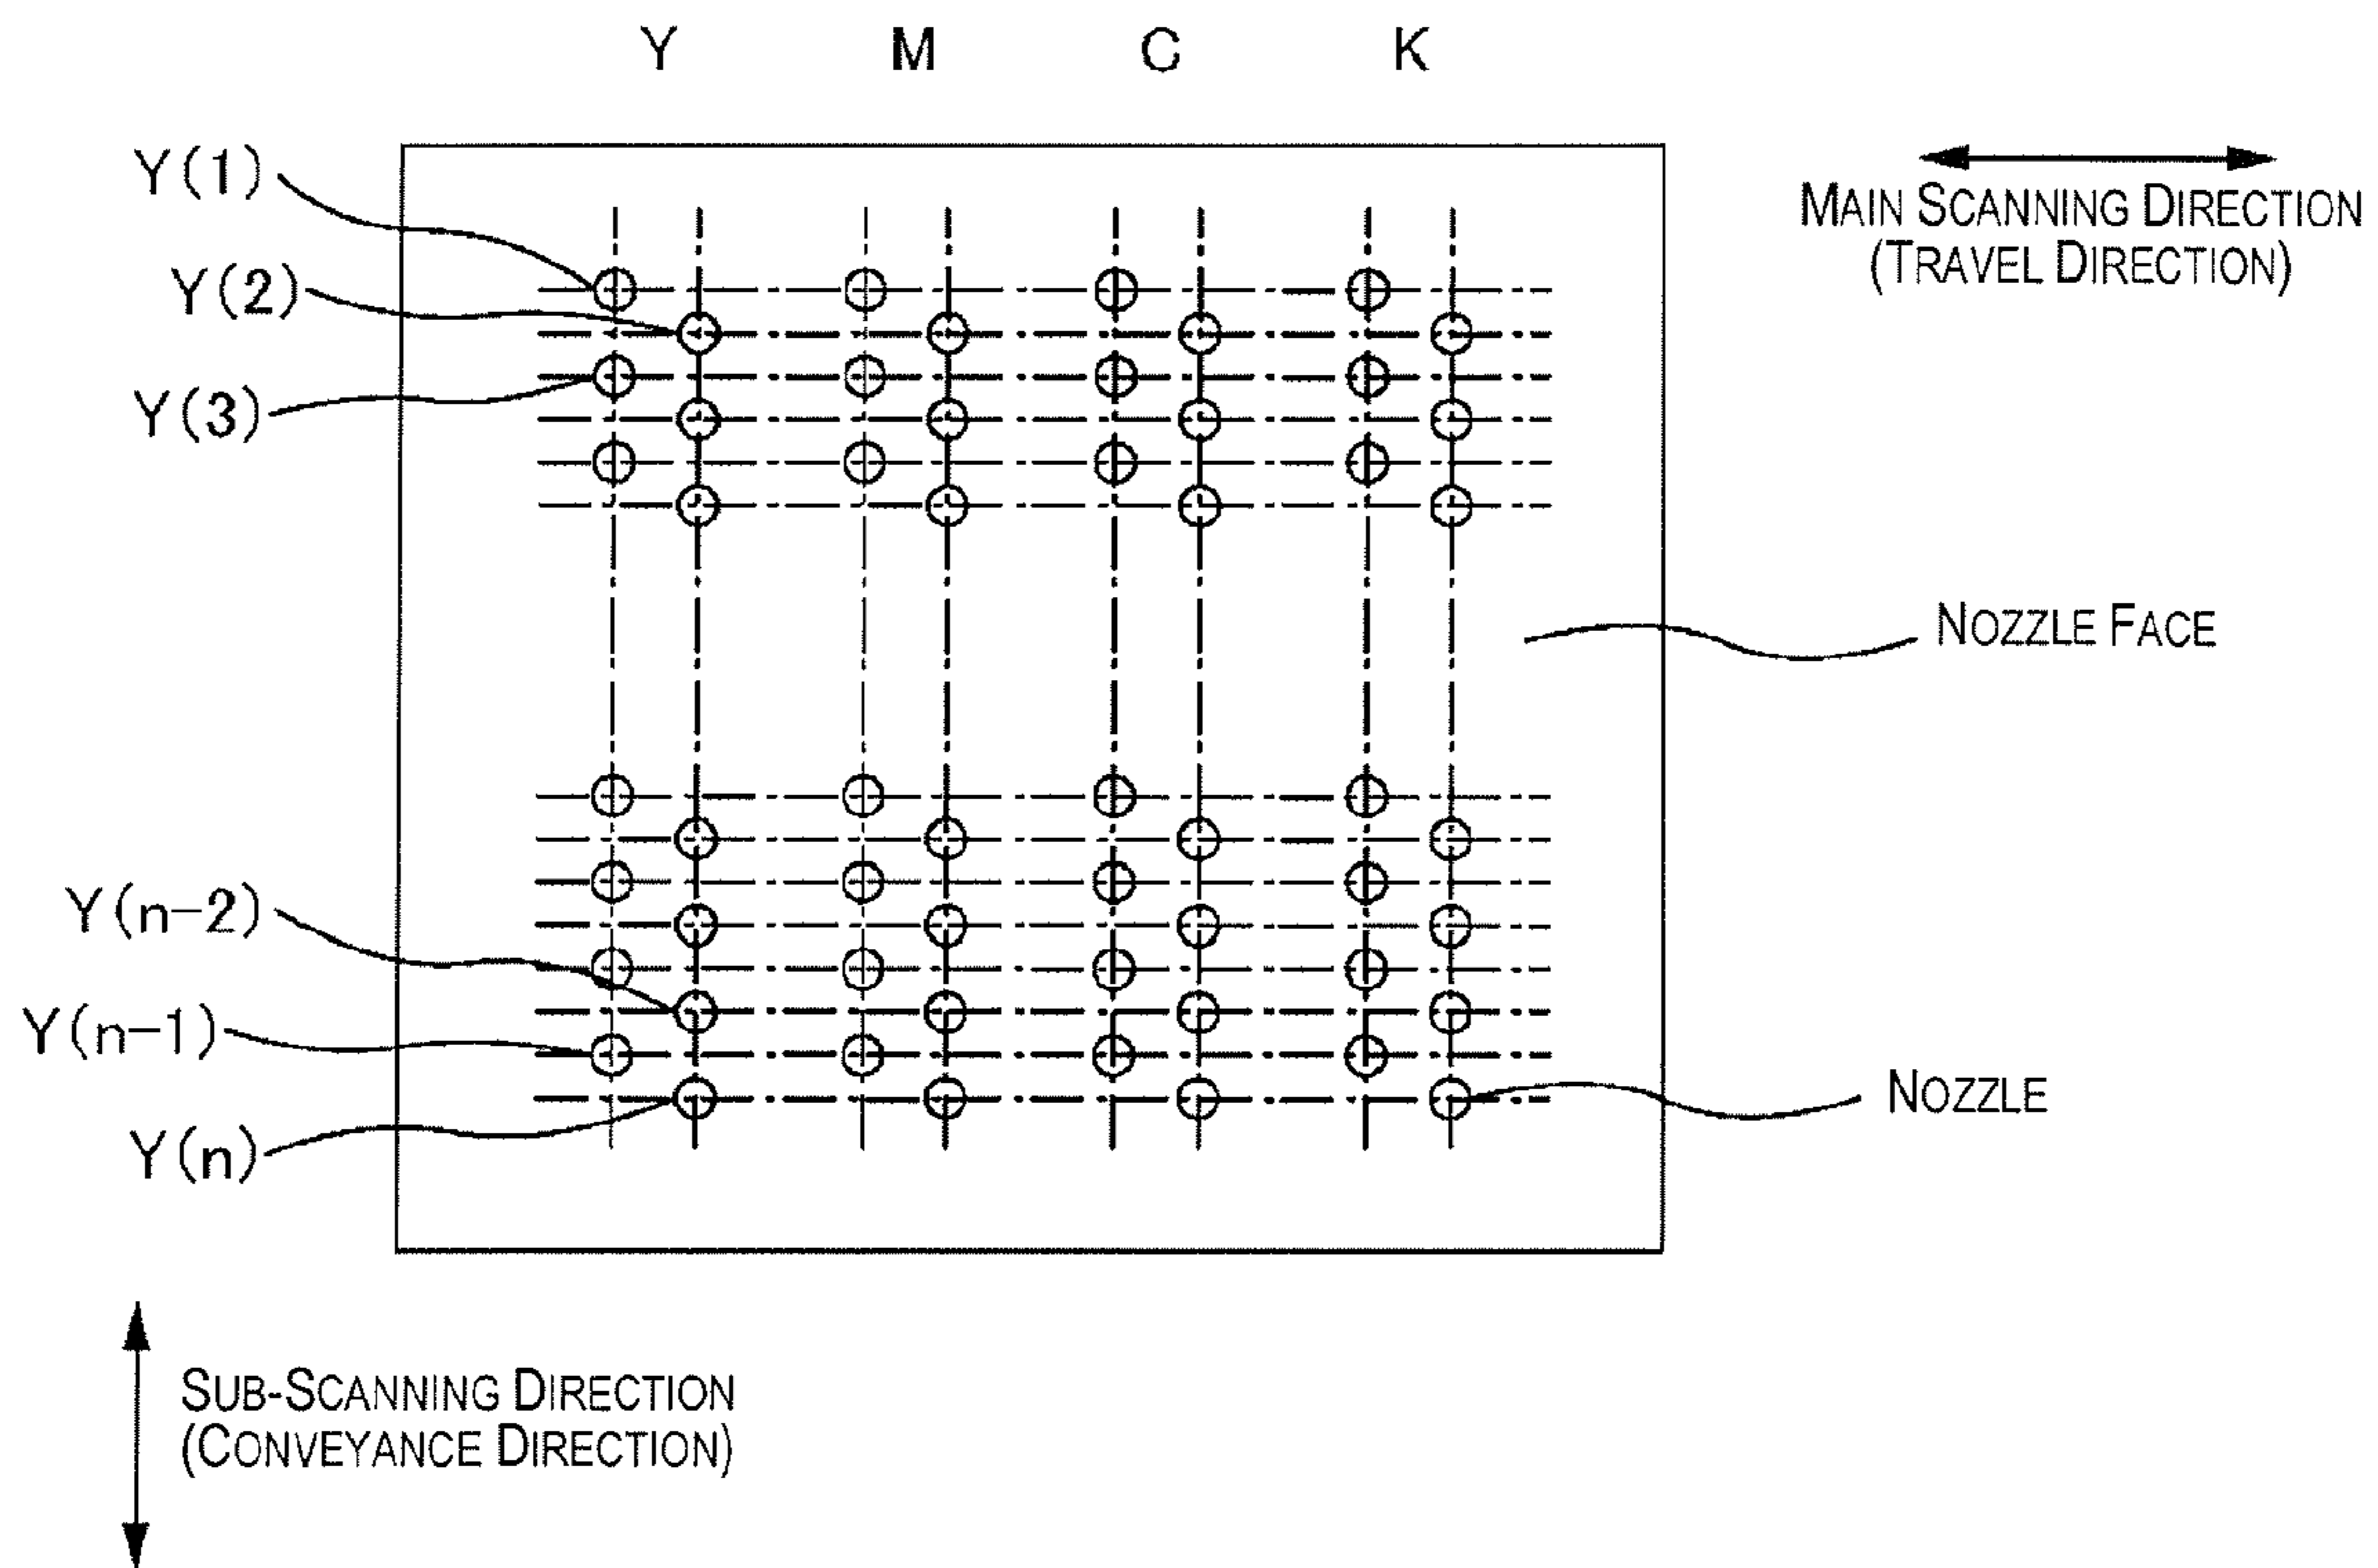 Y M C K
Y(1)
Y(2)
Y(3)
MAIN SCANNING DIRECTION
(TRAVEL DIRECTION)
NOZZLE FACE
Y(n-2)
Y(n-1)
Y(n)
NOZZLE
SUB-SCANNING DIRECTION
(CONVEYANCE DIRECTION)